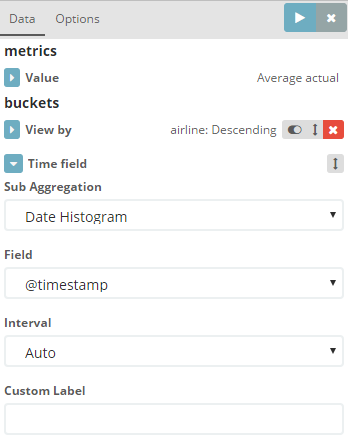 Data Options
metrics
Value Average actual
buckets
View by airline: Descending
Time field
Sub Aggregation
Date Histogram
Field
@timestamp
Interval
Auto
Custom Label